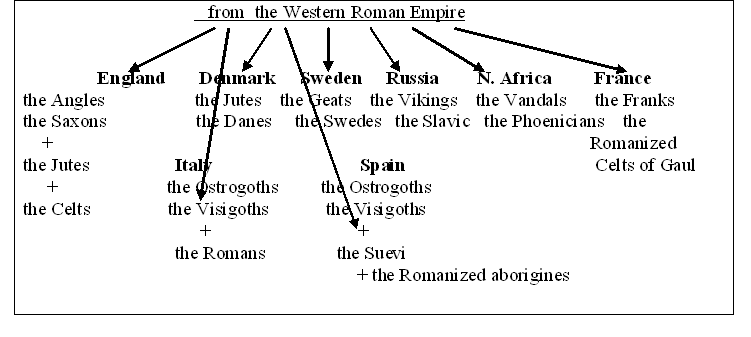 from the Western Roman Empire
England Denmark Sweden Russia N. Africa France
the Angles the Jutes the Geats the Vikings the Vandals the Franks
the Saxons the Danes the Swedes the Slavic the Phoenicians the
+ Romanized
the Jutes Italy Spain Celts of Gaul
+ the Ostrogoths the Ostrogoths
the Celts the Visigoths the Visigoths
+ +
the Romans the Suevi
+ the Romanized aborigines